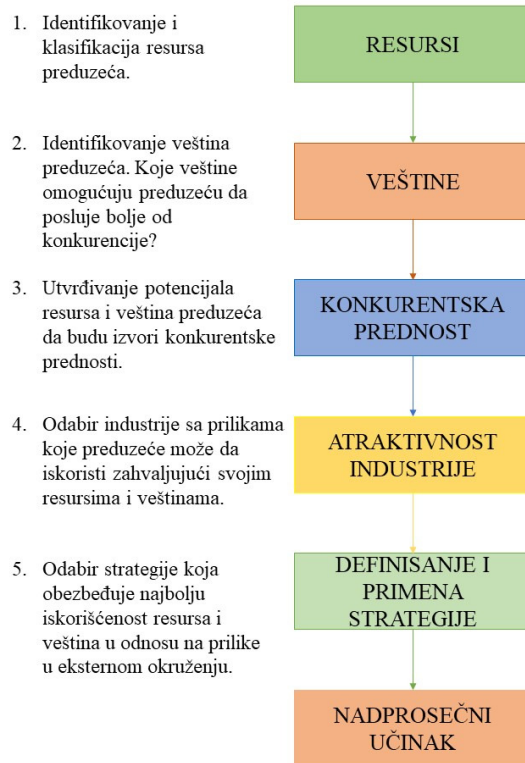 1. Identifikovanje i
klasifikacija resursa
preduzeća.
RESURSI
2. Identifikovanje veština
preduzeća. Koje veštine
omogućuju preduzeću da
posluje bolje od
konkurencije?
VEŠTINE
3. Utvrđivanje potencijala
resursa i veština preduzeća
da budu izvori konkurentske
prednosti.
KONKURENTSKA
PREDNOST
4. Odabir industrije sa prilikama
koje preduzeće može da
iskoristi zahvaljujući svojim
resursima i veštinama.
ATRAKTIVNOST
INDUSTRIJE
5. Odabir strategije koja
obezbeđuje najbolju
iskorišćenost resursa i
veština u odnosu na prilike
u eksternom okruženju.
DEFINISANJE I
PRIMENA
STRATEGIJE
NADPROSEČNI
UČINAK